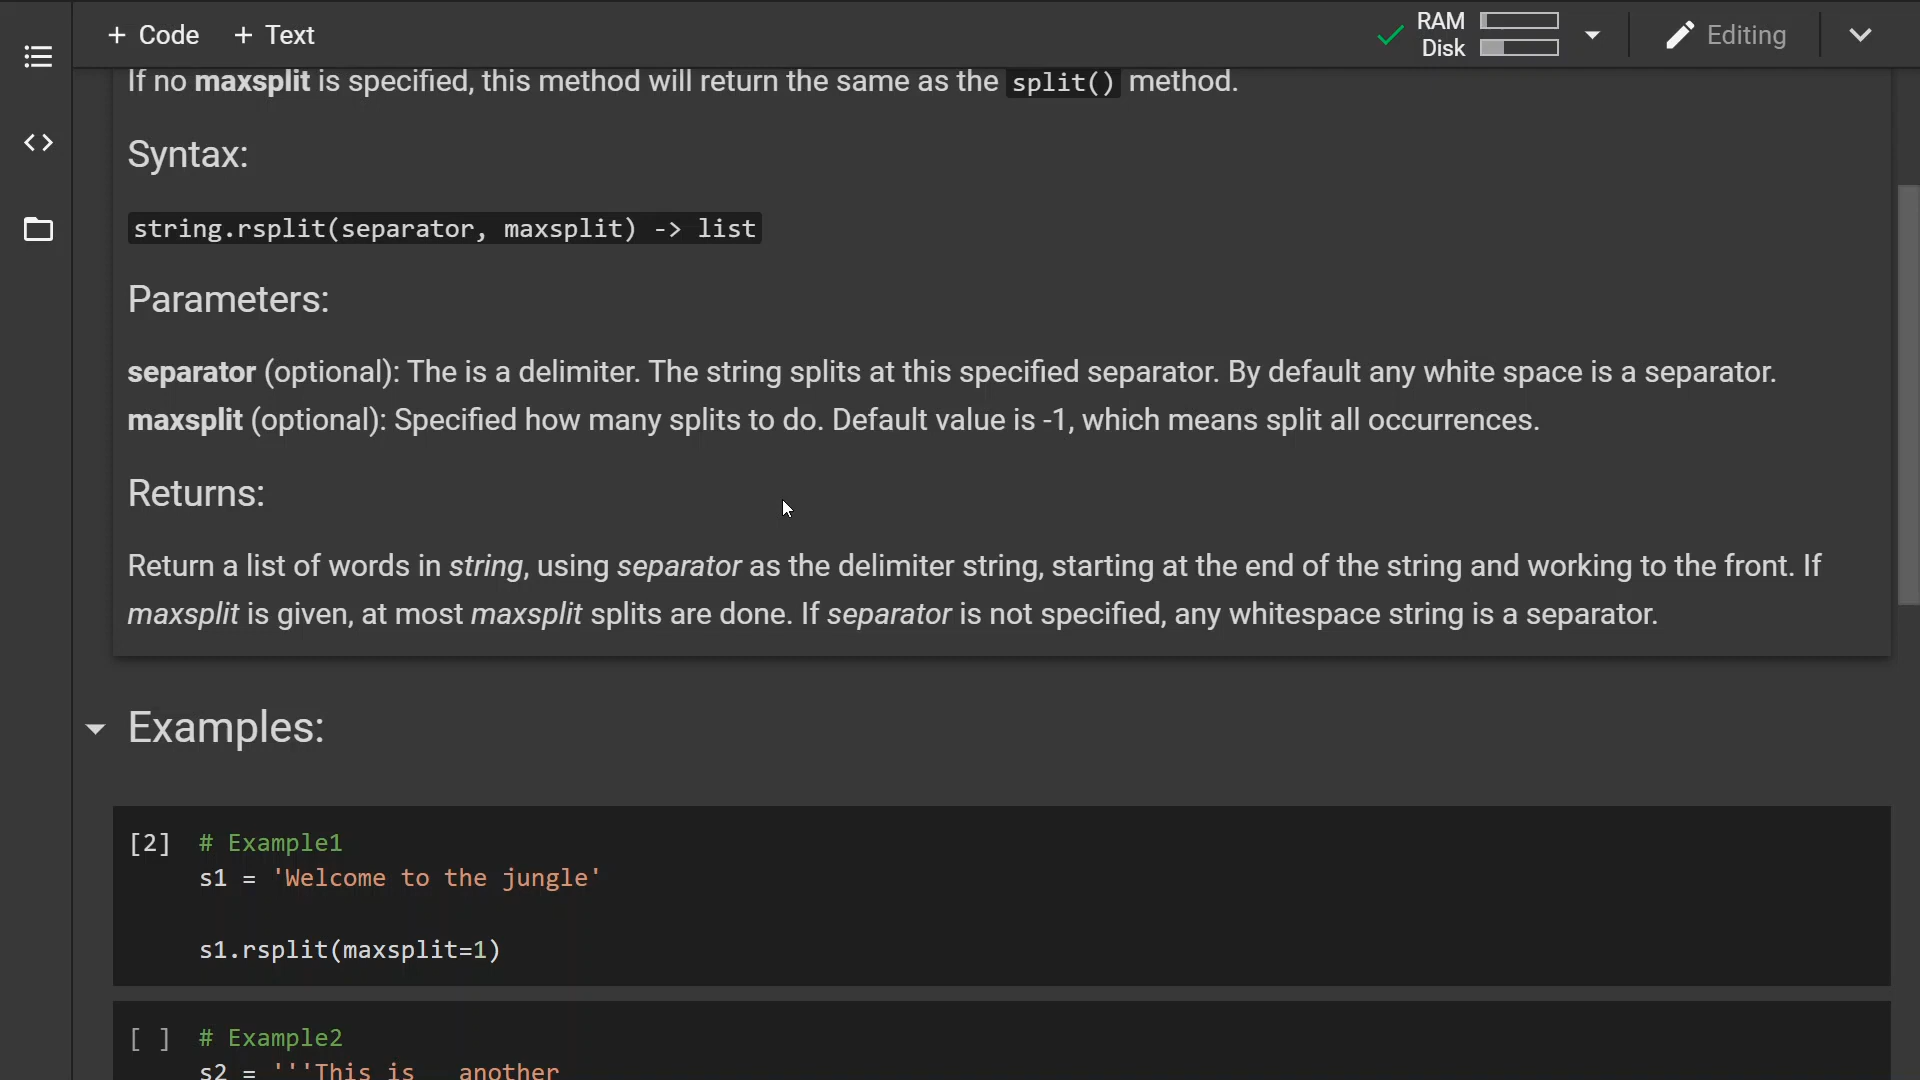 + Code + Text
RAM
Disk
Editing
If no maxsplit is specified, this method will return the same as the split() method.
Syntax:
string.rsplit(separator, maxsplit) -> list
Parameters:
separator (optional): The is a delimiter. The string splits at this specified separator. By default any white space is a separator.
maxsplit (optional): Specified how many splits to do. Default value is -1, which means split all occurrences.
Returns:
Return a list of words in string, using separator as the delimiter string, starting at the end of the string and working to the front. If
maxsplit is given, at most maxsplit splits are done. If separator is not specified, any whitespace string is a separator.
Examples:
[2] # Example1
s1 = 'Welcome to the jungle'
s1.rsplit(maxsplit=1)
[ ] # Example2
s2 = '''This is   another